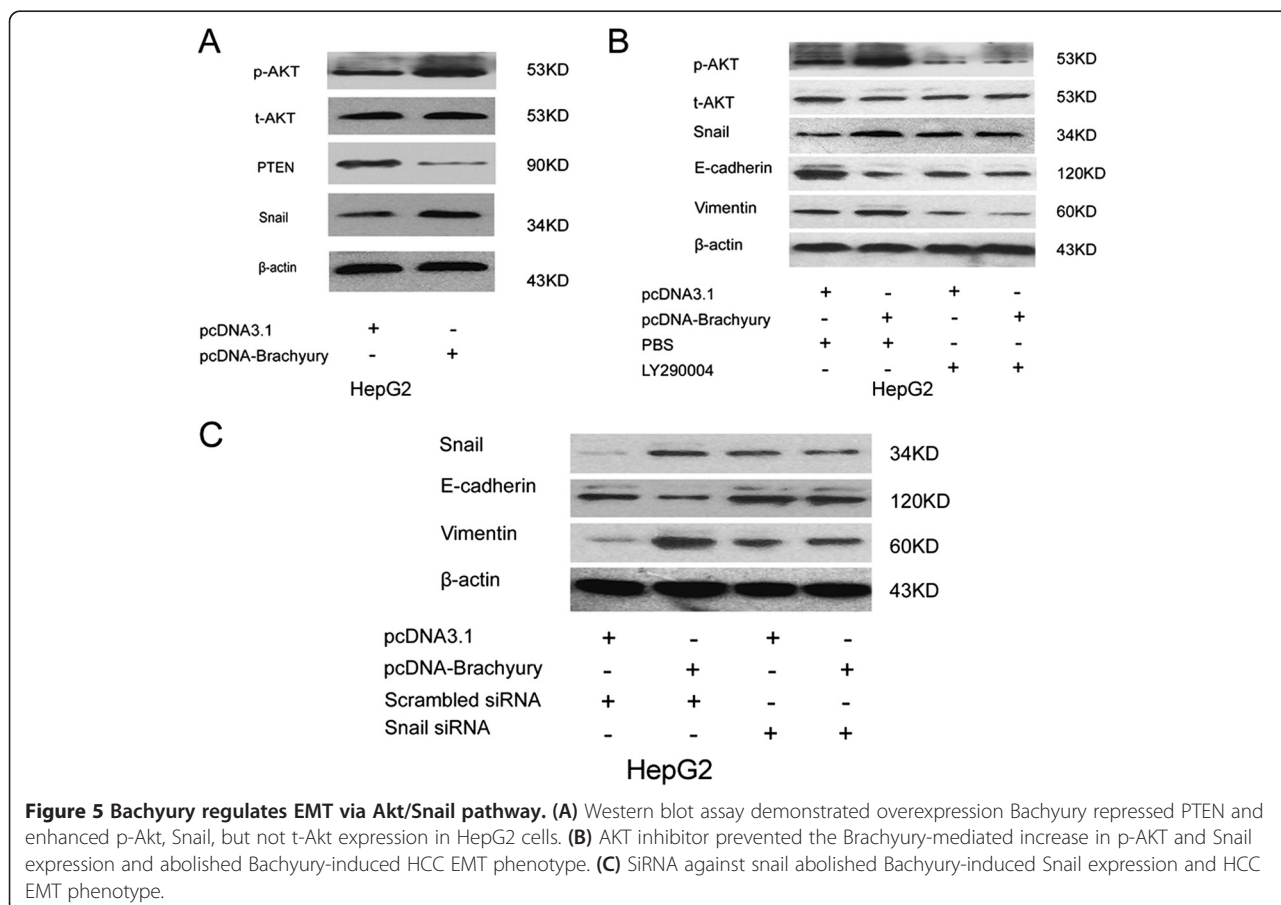 A
p-AKT 53KD
t-AKT 53KD
PTEN 90KD
Snail 34KD
β-actin 43KD
pcDNA3.1 + -
pcDNA-Brachyury - +
HepG2
B
p-AKT 53KD
t-AKT 53KD
Snail 34KD
E-cadherin 120KD
Vimentin 60KD
β-actin 43KD
pcDNA3.1 + - + -
pcDNA-Brachyury - + - +
PBS + + - -
LY290004 - - + +
HepG2
C
Snail 34KD
E-cadherin 120KD
Vimentin 60KD
β-actin 43KD
pcDNA3.1 + - + -
pcDNA-Brachyury - + - +
Scrambled siRNA + + - -
Snail siRNA - - + +
HepG2
Figure 5 Bachyury regulates EMT via Akt/Snail pathway. (A) Western blot assay demonstrated overexpression Bachyury repressed PTEN and
enhanced p-Akt, Snail, but not t-Akt expression in HepG2 cells. (B) AKT inhibitor prevented the Brachyury-mediated increase in p-AKT and Snail
expression and abolished Bachyury-induced HCC EMT phenotype. (C) SiRNA against snail abolished Bachyury-induced Snail expression and HCC
EMT phenotype.